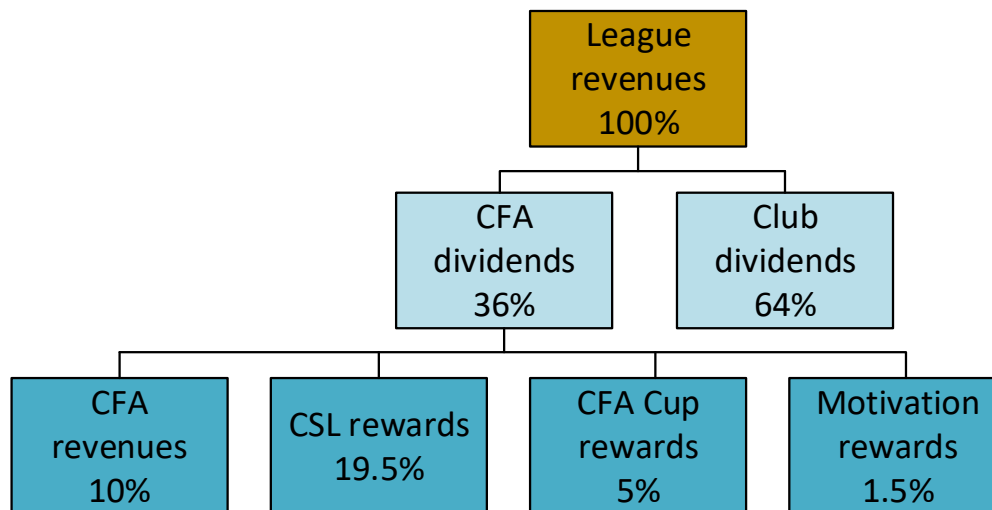 League
revenues
100%
CFA
dividends
36%
Club
dividends
64%
CFA
revenues
10%
CSL rewards
19.5%
CFA Cup
rewards
5%
Motivation
rewards
1.5%